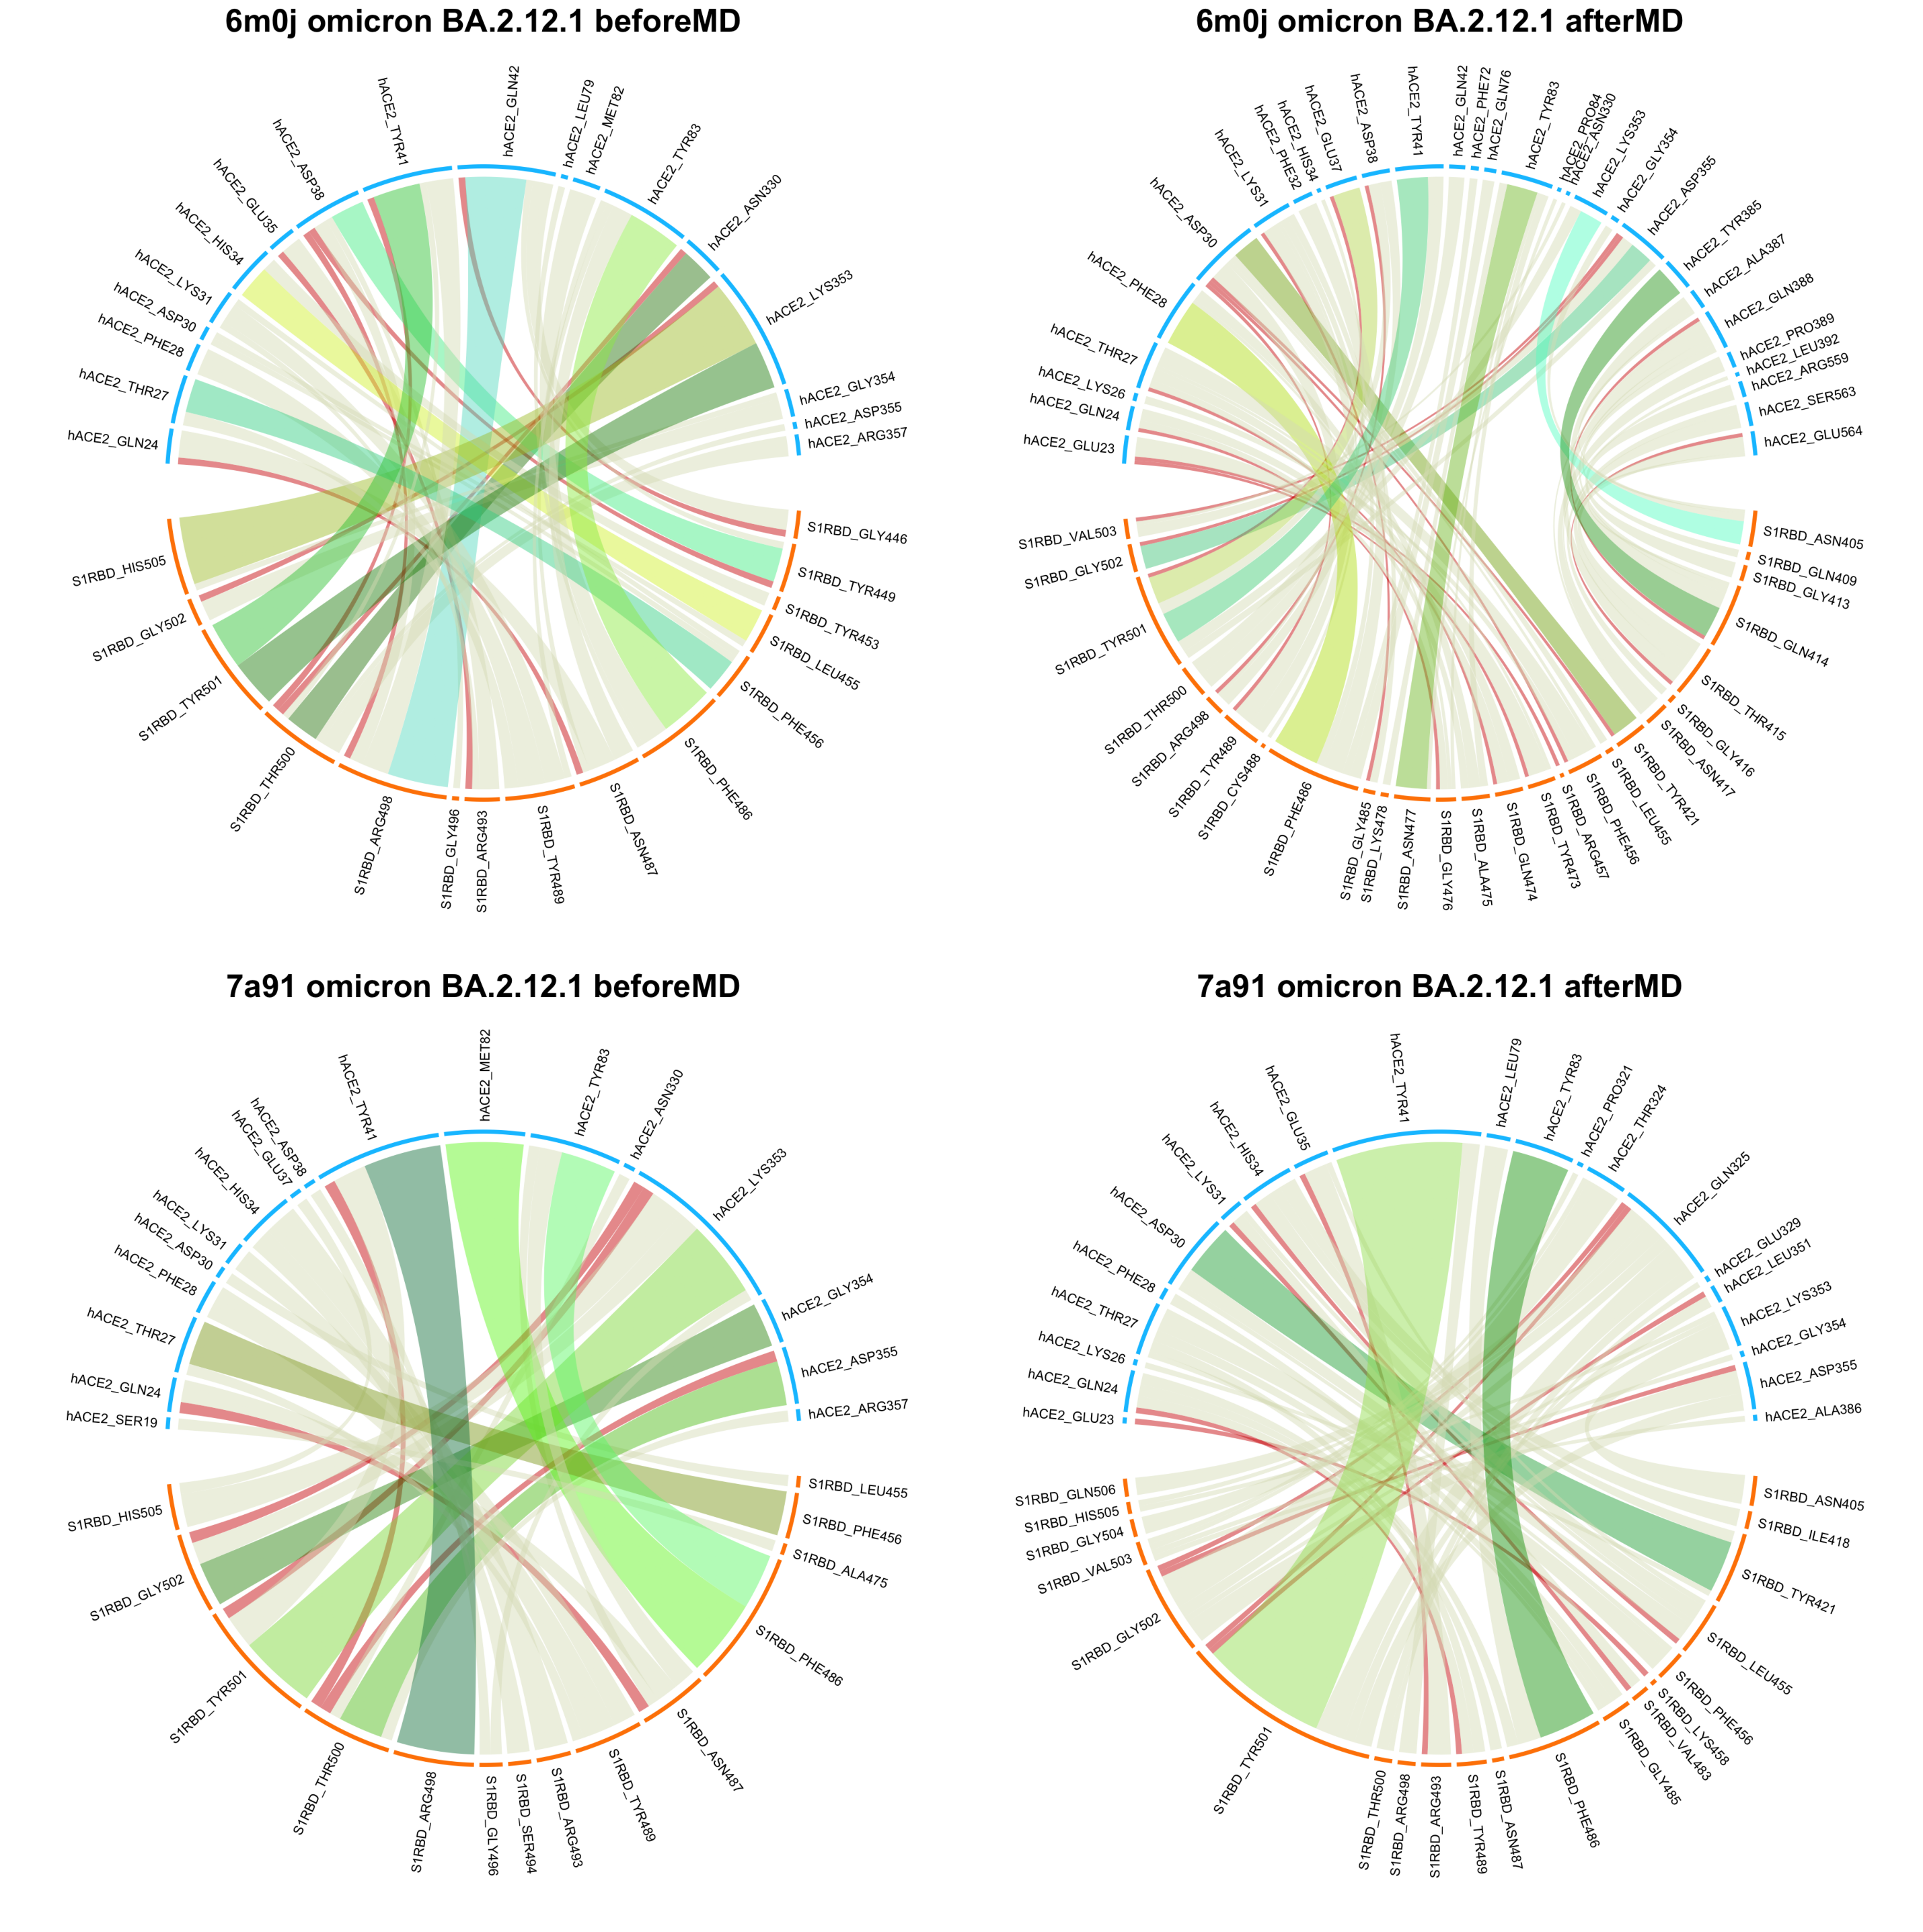 6m0j omicron BA.2.12.1 beforeMD
hACE2_GLN24
hACE2_THR27
hACE2_PHE28
hACE2_ASP30
hACE2_LYS31
hACE2_HIS34
hACE2_GLU35
hACE2_ASP38
hACE2_TYR41
hACE2_GLN42
hACE2_LEU79
hACE2_MET82
hACE2_TYR83
hACE2_ASN330
hACE2_LYS353
hACE2_GLY354
hACE2_ASP355
hACE2_ARG357
S1RBD_GLY446
S1RBD_TYR449
S1RBD_TYR453
S1RBD_LEU455
S1RBD_PHE456
S1RBD_PHE486
S1RBD_ASN487
S1RBD_TYR489
S1RBD_ARG493
S1RBD_GLY496
S1RBD_ARG498
S1RBD_THR500
S1RBD_TYR501
S1RBD_GLY502
S1RBD_HIS505
6m0j omicron BA.2.12.1 afterMD
hACE2_GLU23
hACE2_GLN24
hACE2_LYS26
hACE2_THR27
hACE2_PHE28
hACE2_ASP30
hACE2_LYS31
hACE2_PHE32
hACE2_HIS34
hACE2_GLU37
hACE2_ASP38
hACE2_TYR41
hACE2_GLN42
hACE2_PHE72
hACE2_GLN76
hACE2_TYR83
hACE2_PRO84
hACE2_ASN330
hACE2_LYS353
hACE2_GLY354
hACE2_ASP355
hACE2_TYR385
hACE2_ALA387
hACE2_GLN388
hACE2_PRO389
hACE2_LEU392
hACE2_ARG559
hACE2_SER563
hACE2_GLU564
S1RBD_ASN405
S1RBD_GLN409
S1RBD_GLY413
S1RBD_GLN414
S1RBD_THR415
S1RBD_GLY416
S1RBD_ASN417
S1RBD_TYR421
S1RBD_LEU455
S1RBD_PHE456
S1RBD_ARG457
S1RBD_TYR473
S1RBD_GLN474
S1RBD_ALA475
S1RBD_GLY476
S1RBD_ASN477
S1RBD_LYS478
S1RBD_GLY485
S1RBD_PHE486
S1RBD_CYS488
S1RBD_TYR489
S1RBD_ARG498
S1RBD_THR500
S1RBD_TYR501
S1RBD_GLY502
S1RBD_VAL503
7a91 omicron BA.2.12.1 beforeMD
hACE2_SER19
hACE2_GLN24
hACE2_THR27
hACE2_PHE28
hACE2_ASP30
hACE2_LYS31
hACE2_HIS34
hACE2_GLU37
hACE2_ASP38
hACE2_TYR41
hACE2_MET82
hACE2_TYR83
hACE2_ASN330
hACE2_LYS353
hACE2_GLY354
hACE2_ASP355
hACE2_ARG357
S1RBD_LEU455
S1RBD_PHE456
S1RBD_ALA475
S1RBD_PHE486
S1RBD_ASN487
S1RBD_TYR489
S1RBD_ARG493
S1RBD_SER494
S1RBD_GLY496
S1RBD_ARG498
S1RBD_THR500
S1RBD_TYR501
S1RBD_GLY502
S1RBD_HIS505
7a91 omicron BA.2.12.1 afterMD
hACE2_GLU23
hACE2_GLN24
hACE2_LYS26
hACE2_THR27
hACE2_PHE28
hACE2_ASP30
hACE2_LYS31
hACE2_HIS34
hACE2_GLU35
hACE2_TYR41
hACE2_LEU79
hACE2_TYR83
hACE2_PRO321
hACE2_THR324
hACE2_GLN325
hACE2_GLU329
hACE2_LEU351
hACE2_LYS353
hACE2_GLY354
hACE2_ASP355
hACE2_ALA386
S1RBD_ASN405
S1RBD_ILE418
S1RBD_TYR421
S1RBD_LEU455
S1RBD_PHE456
S1RBD_LYS458
S1RBD_VAL483
S1RBD_GLY485
S1RBD_PHE486
S1RBD_ASN487
S1RBD_TYR489
S1RBD_ARG493
S1RBD_ARG498
S1RBD_THR500
S1RBD_TYR501
S1RBD_GLY502
S1RBD_VAL503
S1RBD_GLY504
S1RBD_HIS505
S1RBD_GLN506